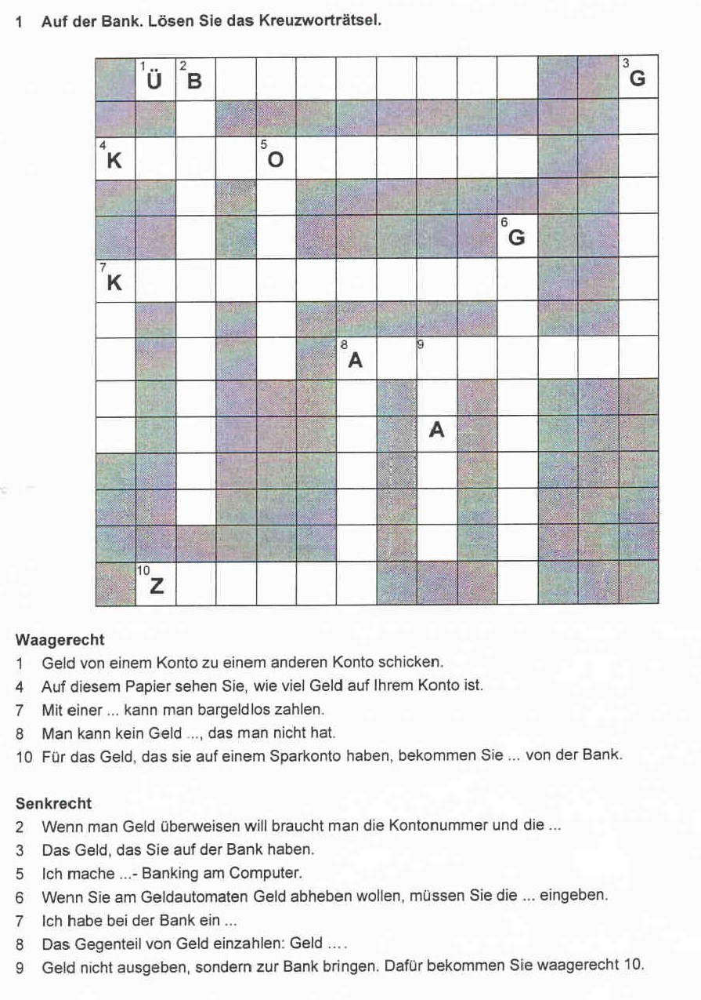 1 Auf der Bank. Lösen Sie das Kreuzworträtsel.
1 Ü 2 B 3 G
4 K 5 O
6 G
7 K
8 A 9
A
10 Z
Waagerecht
1 Geld von einem Konto zu einem anderen Konto schicken.
4 Auf diesem Papier sehen Sie, wie viel Geld auf Ihrem Konto ist.
7 Mit einer ... kann man bargeldlos zahlen.
8 Man kann kein Geld ..., das man nicht hat.
10 Für das Geld, das sie auf einem Sparkonto haben, bekommen Sie ... von der Bank.
Senkrecht
2 Wenn man Geld überweisen will braucht man die Kontonummer und die ...
3 Das Geld, das Sie auf der Bank haben.
5 Ich mache ...- Banking am Computer.
6 Wenn Sie am Geldautomaten Geld abheben wollen, müssen Sie die ... eingeben.
7 Ich habe bei der Bank ein ...
8 Das Gegenteil von Geld einzahlen: Geld ....
9 Geld nicht ausgeben, sondern zur Bank bringen. Dafür bekommen Sie waagerecht 10.